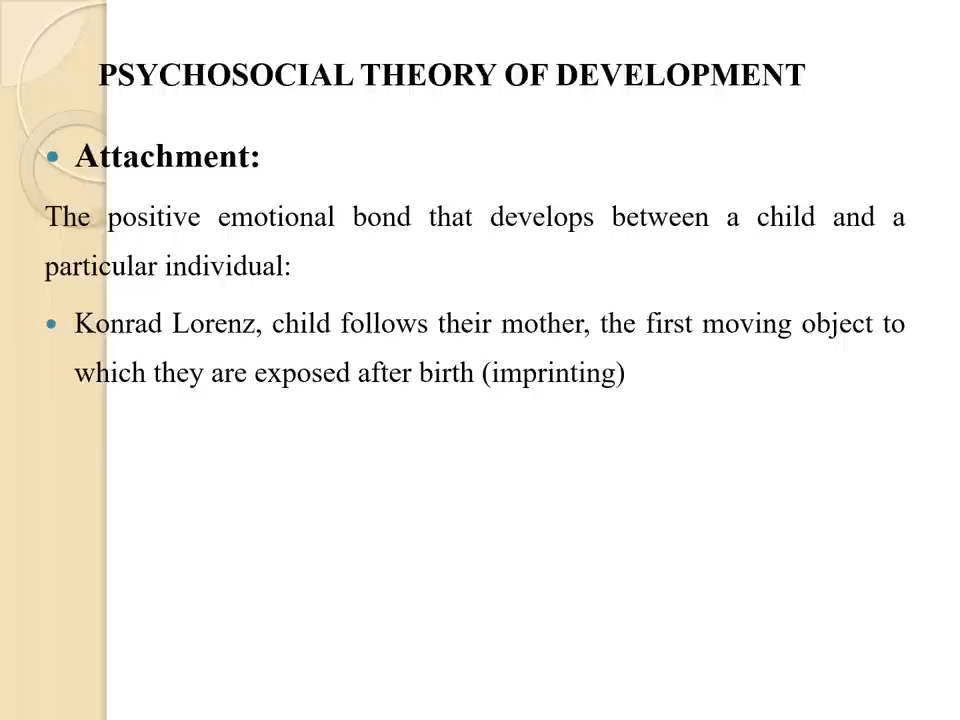 PSYCHOSOCIAL THEORY OF DEVELOPMENT
• Attachment:
The positive emotional bond that develops between a child and a
particular individual:
• Konrad Lorenz, child follows their mother, the first moving object to
which they are exposed after birth (imprinting)